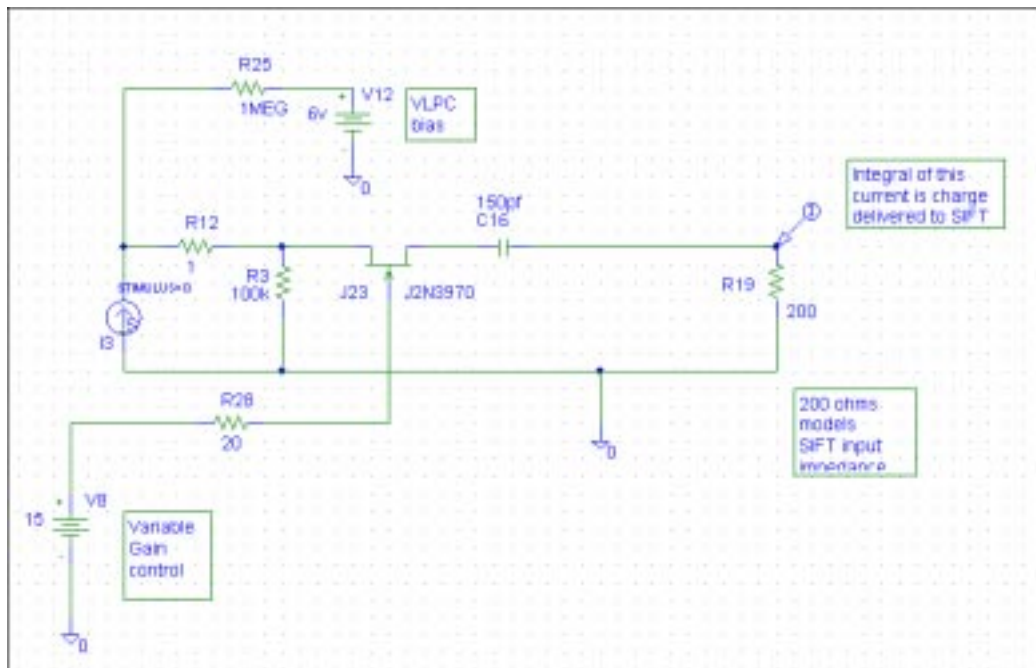 R25
1MEG
V12
6v
VLPC
bias
0
150pf
C16
Integral of this
current is charge
delivered to SIFT
I
R12
1
STIMULUS=0
I3
R3
100k
J23
J2N3970
R19
200
R28
20
0
200 ohms
models
SIFT input
impedance
V8
15
Variable
Gain
control
0